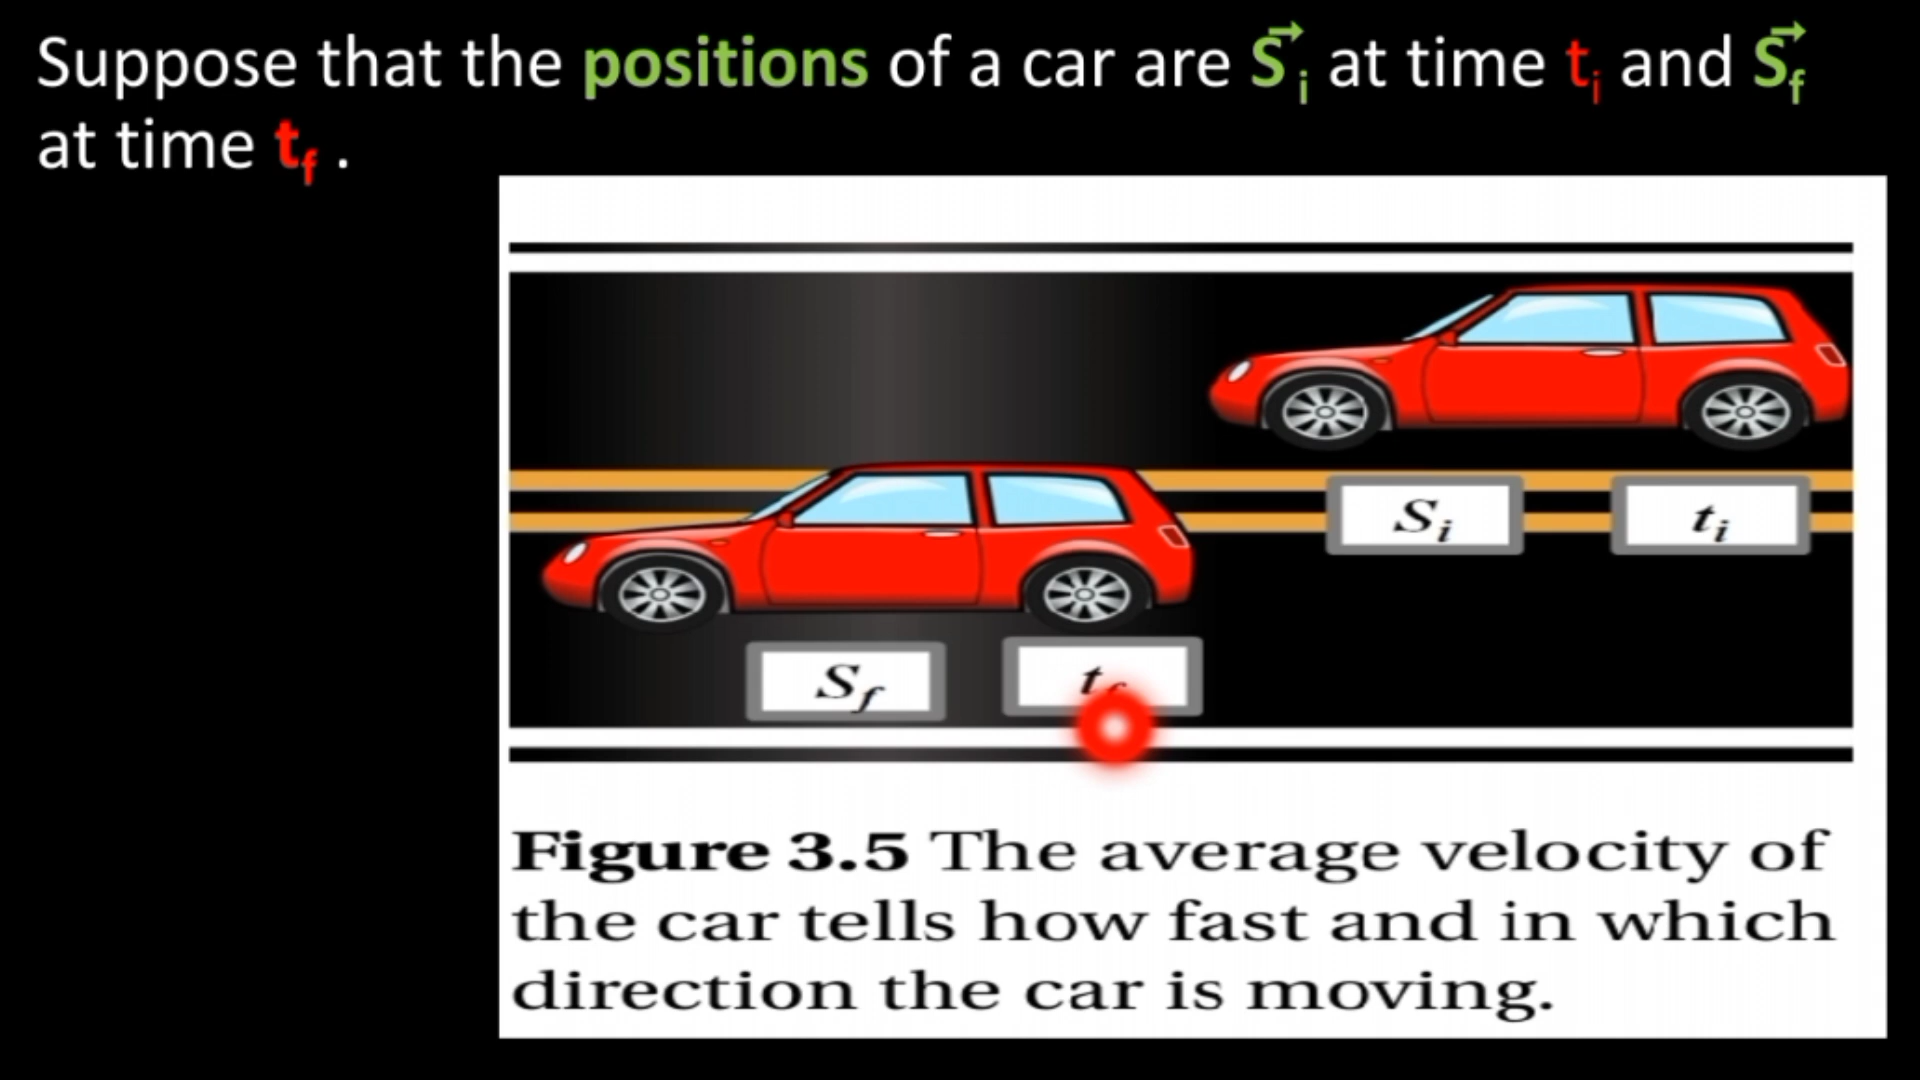 Suppose that the positions of a car are S⃗i at time ti and S⃗f
at time tf .
Si
ti
Sf
tf
Figure 3.5 The average velocity of
the car tells how fast and in which
direction the car is moving.